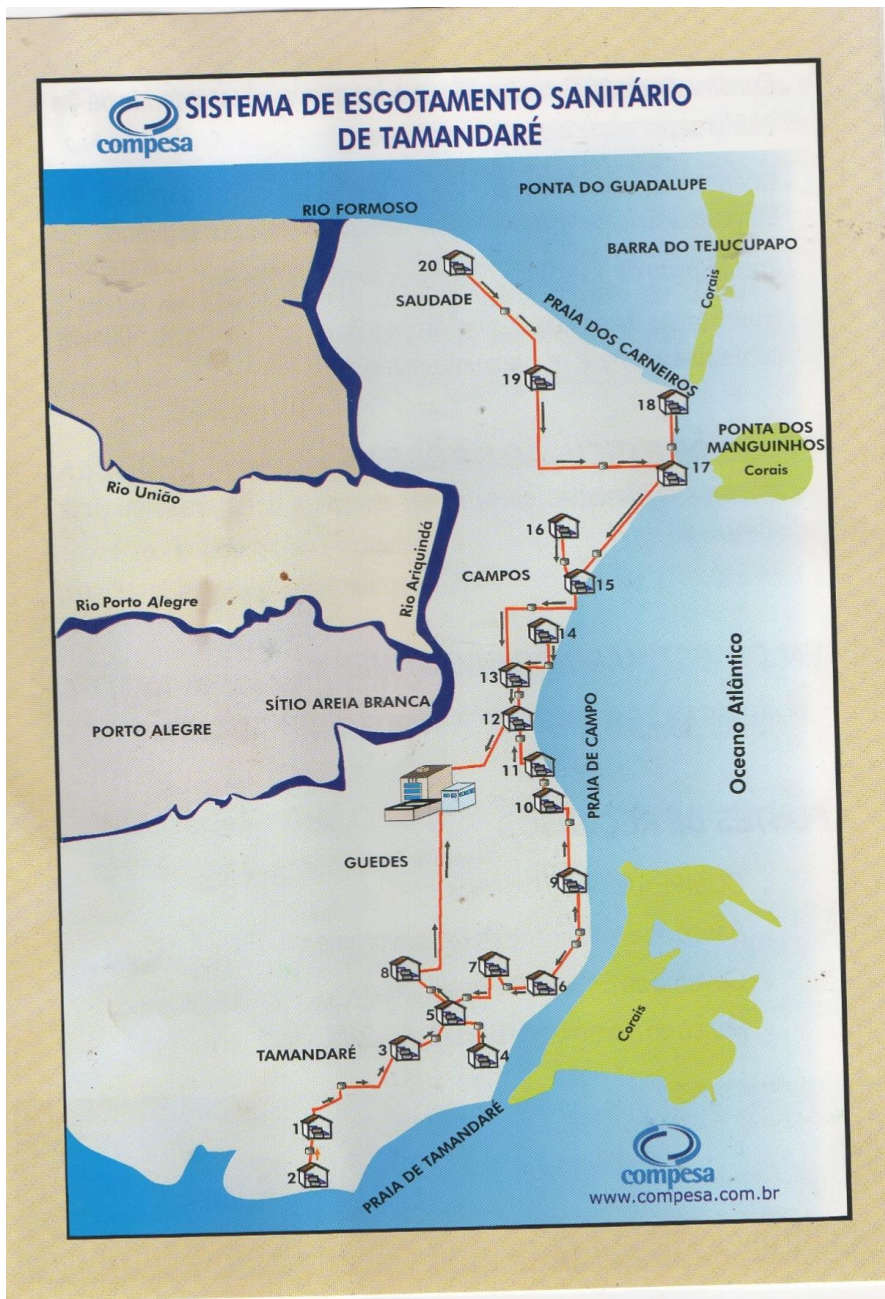 compesa
SISTEMA DE ESGOTAMENTO SANITÁRIO
DE TAMANDARÉ
PONTA DO GUADALUPE
RIO FORMOSO
BARRA DO TEJUCUPAPO
20
SAUDADE
Corais
PRAIA DOS CARNEIROS
19
18
PONTA DOS
MANGUINHOS
Corais
17
Rio União
16
CAMPOS
15
Rio Ariquindá
Rio Porto Alegre
14
13
SÍTIO AREIA BRANCA
12
PORTO ALEGRE
Oceano Atlântico
PRAIA DE CAMPO
11
10
GUEDES
9
8
7
6
5
Corais
TAMANDARÉ
3
4
1
PRAIA DE TAMANDARÉ
2
compesa
www.compesa.com.br